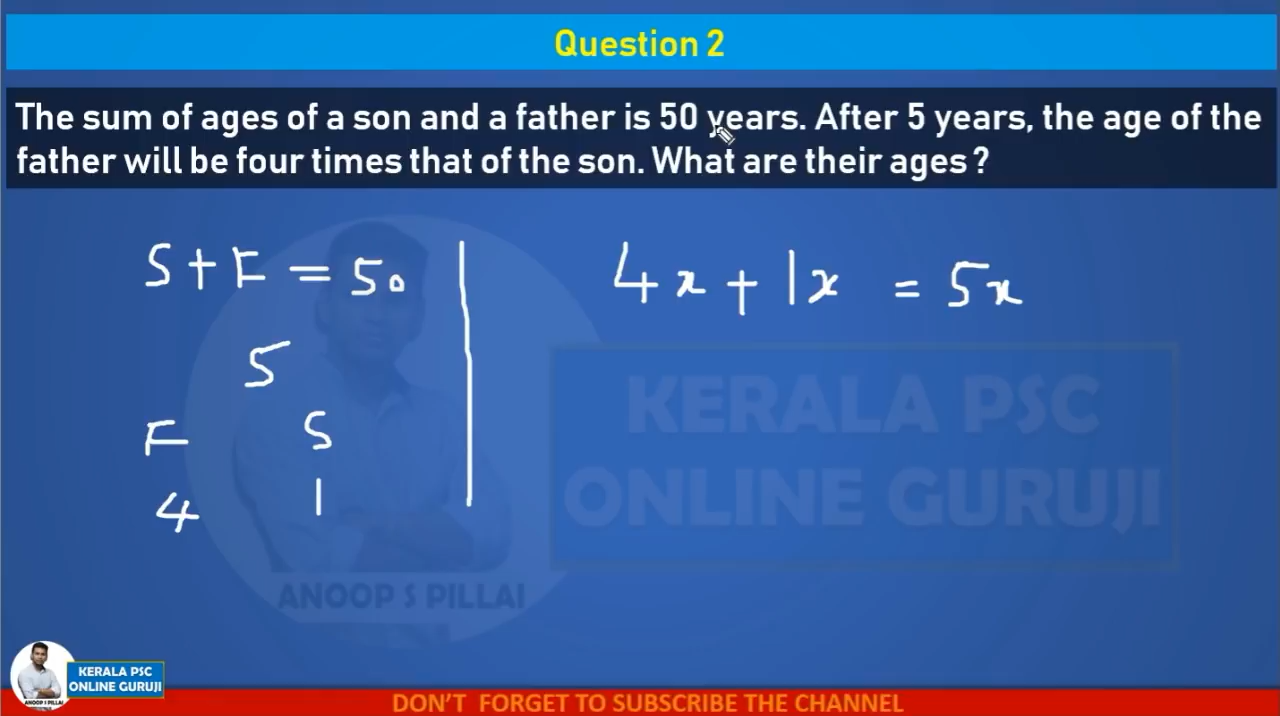 Question 2
The sum of ages of a son and a father is 50 years. After 5 years, the age of the
father will be four times that of the son. What are their ages?
S+F = 50
5
F S
4 1
4x + 1x = 5x
KERALA PSC
ONLINE GURUJI
ANOOP S PILLAI
KERALA PSC
ONLINE GURUJI
ANOOP S PILLAI
DON'T FORGET TO SUBSCRIBE THE CHANNEL